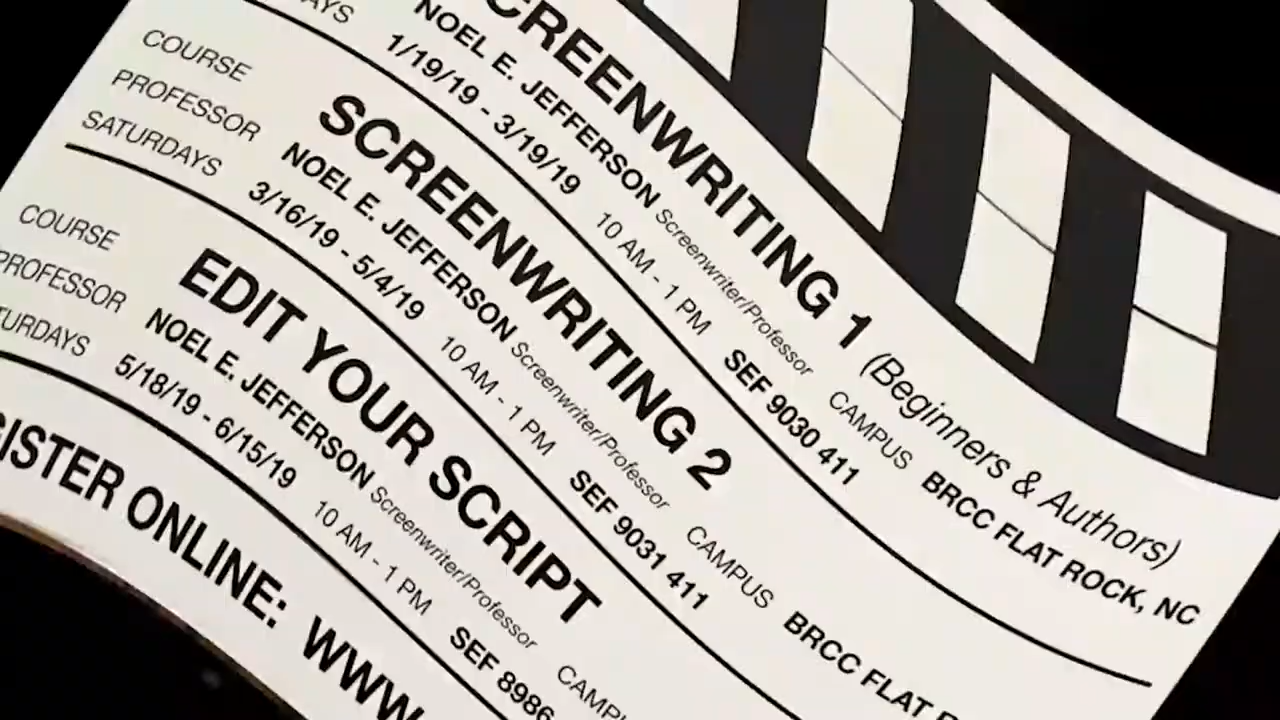 SCREENWRITING 1 (Beginners & Authors)
NOEL E. JEFFERSON Screenwriter/Professor CAMPUS BRCC FLAT ROCK, NC
1/19/19 - 3/19/19 10 AM - 1 PM SEF 9030 411
COURSE SCREENWRITING 2
PROFESSOR NOEL E. JEFFERSON Screenwriter/Professor CAMPUS BRCC FLAT
SATURDAYS 3/16/19 - 5/4/19 10 AM - 1 PM SEF 9031 411
COURSE EDIT YOUR SCRIPT
PROFESSOR NOEL E. JEFFERSON Screenwriter/Professor
5/18/19 - 6/15/19 10 AM - 1 PM SEF 8986
ONLINE: WWW.